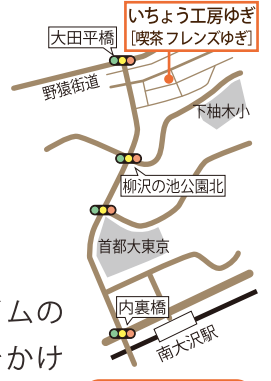 いちょう工房ゆぎ
[喫茶 フレンズゆぎ]
大田平橋
野猿街道
下柚木小
柳沢の池公園北
首都大東京
内裏橋
南大沢駅
ムの
かけ